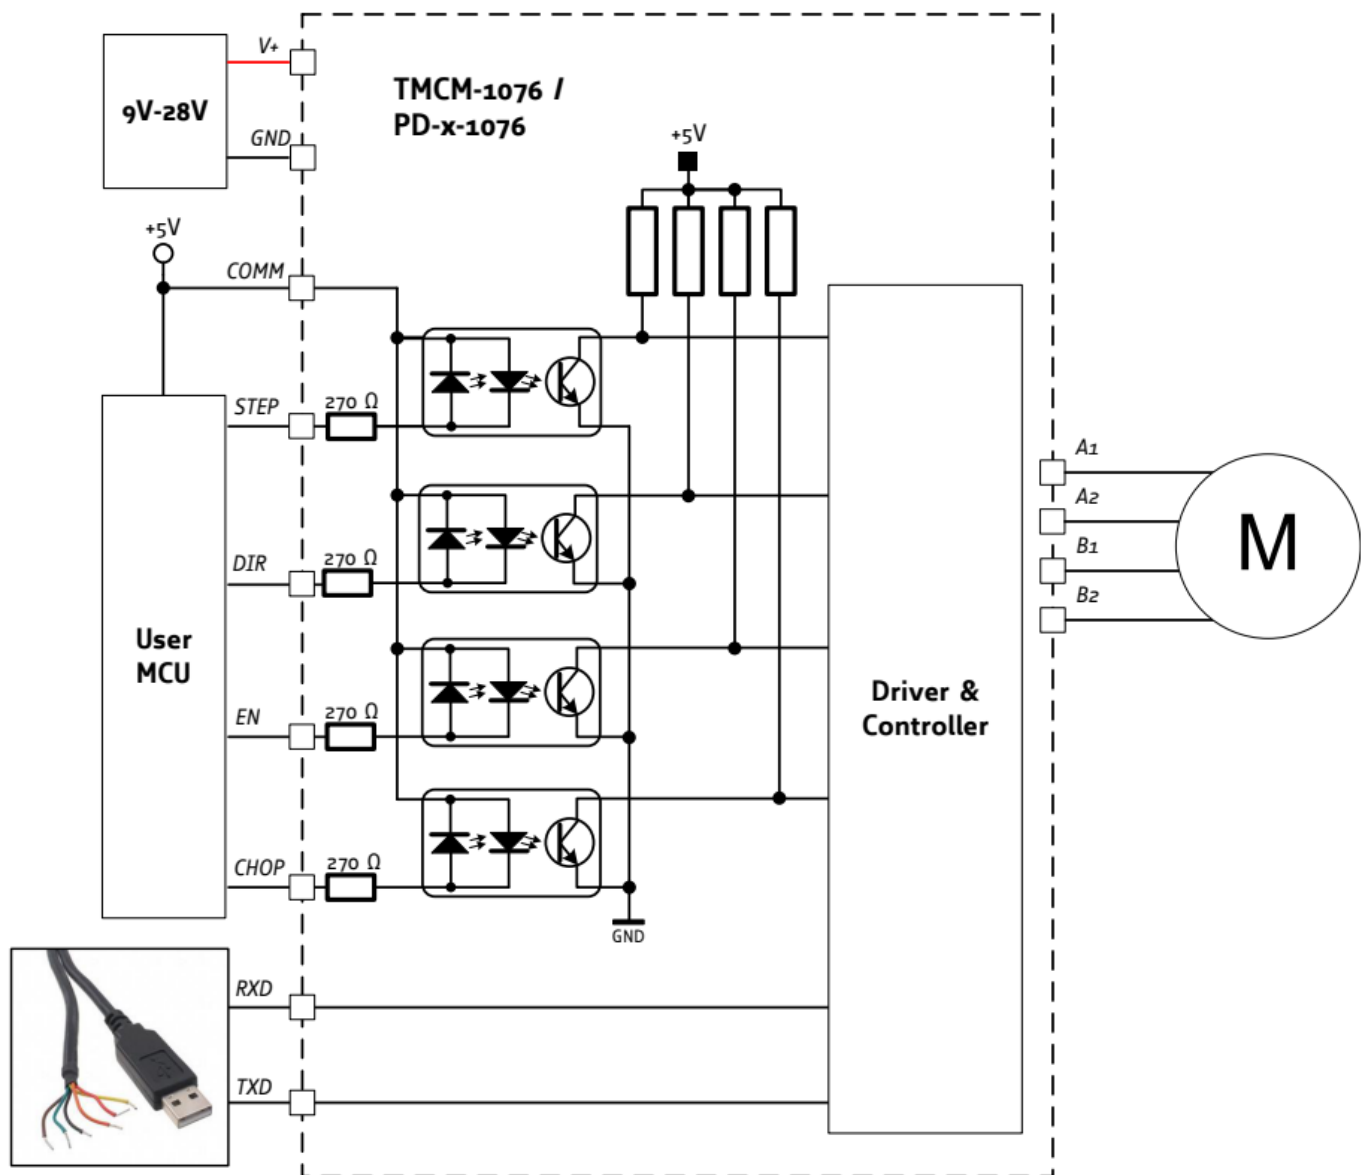 V+
9V-28V
GND
TMCM-1076 /
PD-x-1076
+5V
+5V
COMM
STEP
270 Ω
DIR
270 Ω
User
MCU
EN
270 Ω
CHOP
270 Ω
GND
Driver &
Controller
A1
A2
B1
B2
M
RXD
TXD